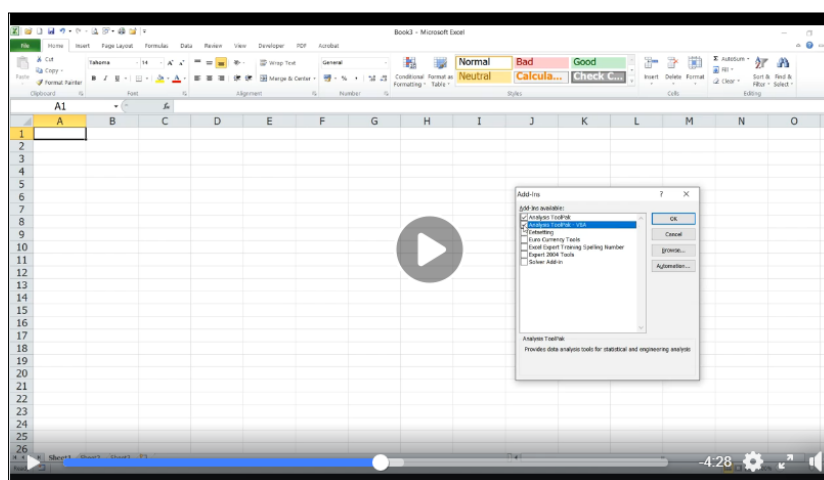 Book3 - Microsoft Excel
File Home Insert Page Layout Formulas Data Review View Developer PDF Acrobat
Cut
Copy
Format Painter
Paste
Clipboard
Tahoma 14
B I U
Font
Wrap Text
Merge & Center
Alignment
General
Number
Conditional Formatting Format as Table
Normal Bad Good
Neutral Calcula... Check C...
Styles
Insert Delete Format
Cells
Autosum
Fill
Clear
Sort & Filter Find & Select
Editing
A1 fx
A B C D E F G H I J K L M N O
1
2
3
4
5
6
7
8
9
10
11
12
13
14
15
16
17
18
19
20
21
22
23
24
25
26
Add-Ins ? X
Add-Ins available:
Analysis ToolPak
Analysis ToolPak - VBA
Euro Currency Tools
Excel Expert Training Spelling Number
Expert 2004 Tools
Solver Add-in
OK
Cancel
Browse...
Automation...
Analysis ToolPak
Provides data analysis tools for statistical and engineering analysis
Sheet1 Sheet2 Sheet3
-4:28